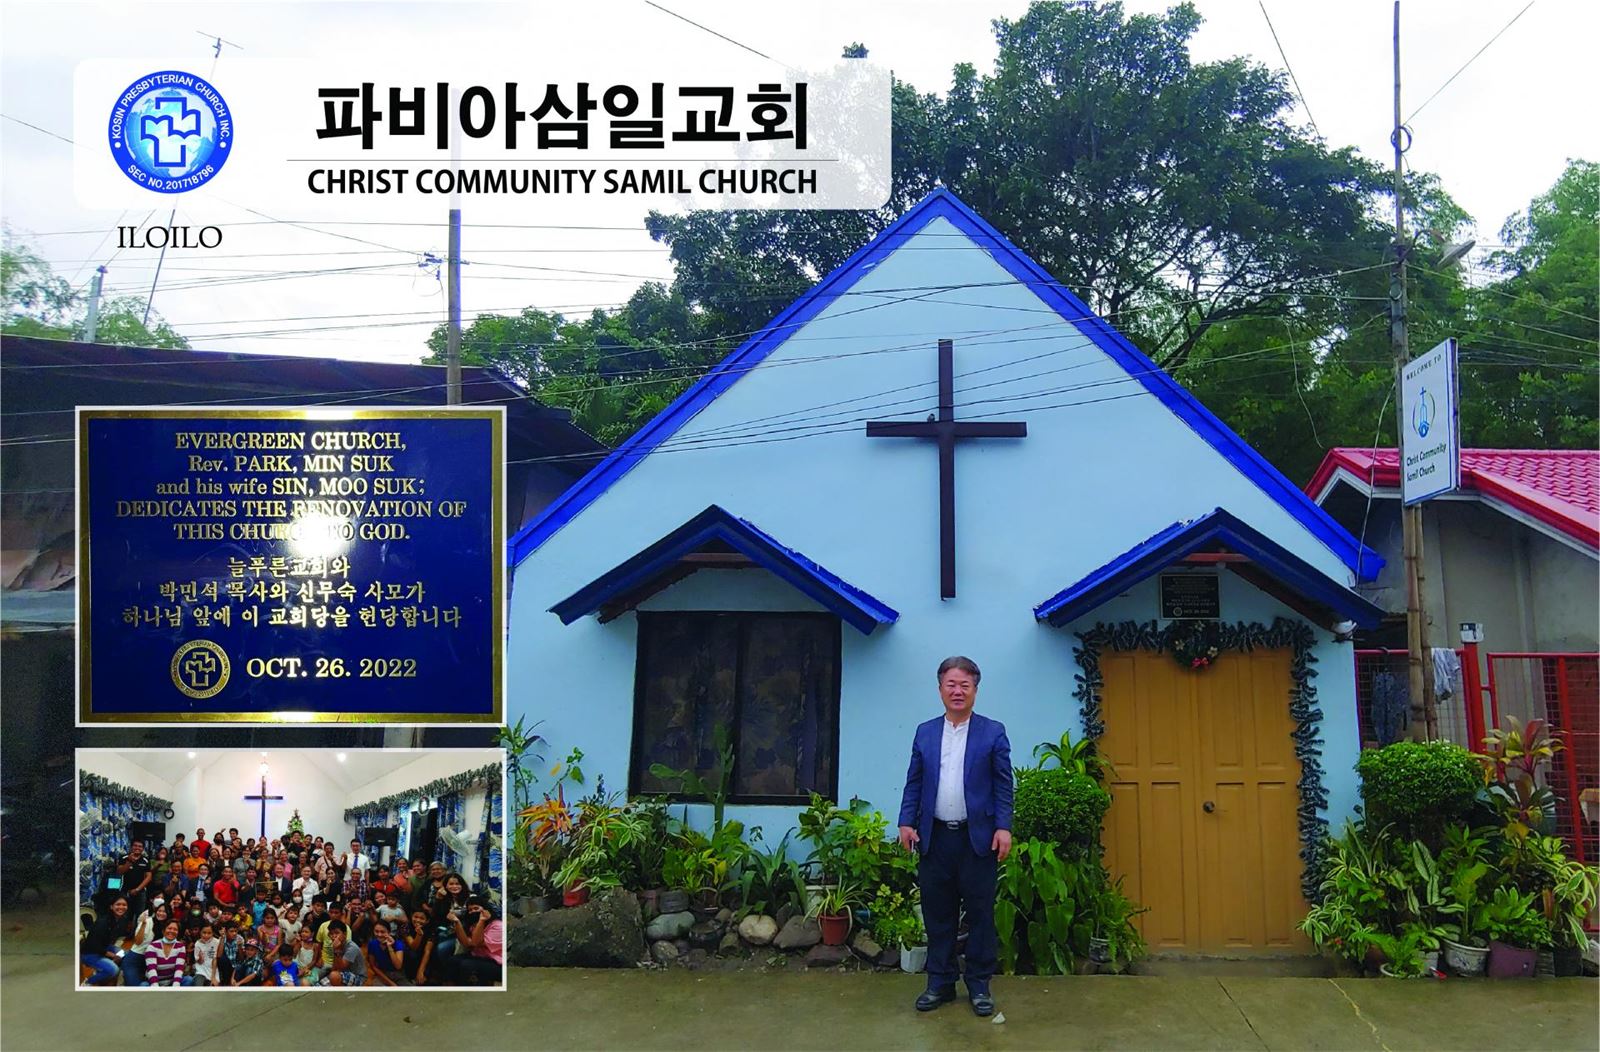 KOSIN PRESBYTERIAN CHURCH INC.
SEC NO.201718796
ILOILO
파비아삼일교회
CHRIST COMMUNITY SAMIL CHURCH
EVERGREEN CHURCH,
Rev. PARK, MIN SUK
and his wife SIN, MOO SUK;
DEDICATES THE RENOVATION OF
THIS CHURCH TO GOD.
늘푸른교회와
박민석 목사와 신무숙 사모가
하나님 앞에 이 교회당을 헌당합니다
OCT. 26. 2022
WELCOME TO
Christ Community
Samil Church